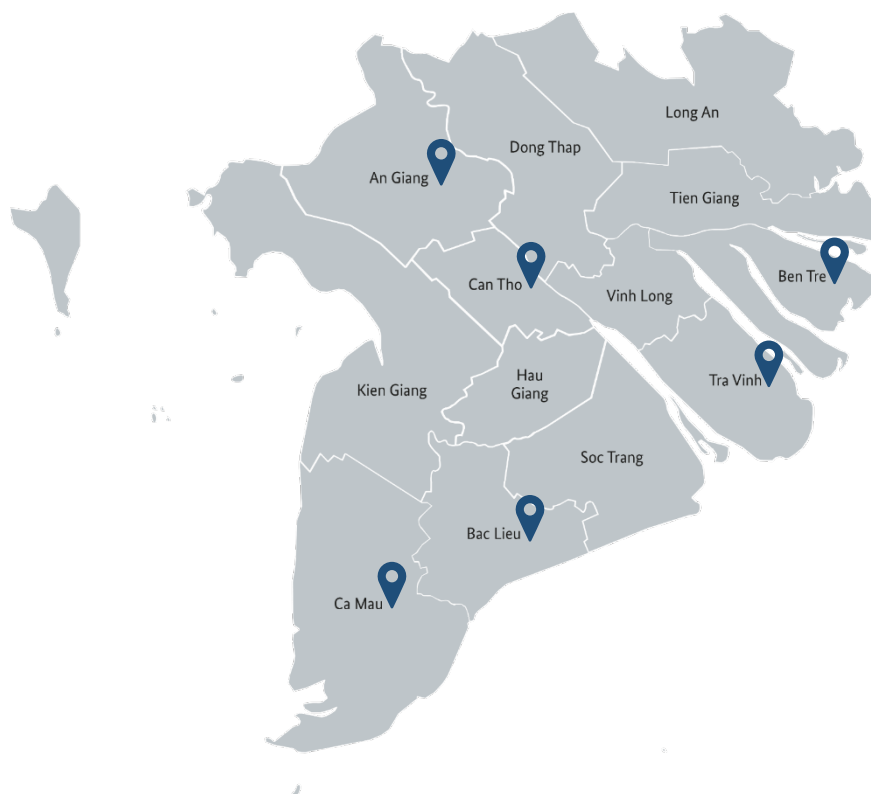 Long An
Dong Thap
An Giang
Tien Giang
Ben Tre
Can Tho
Vinh Long
Tra Vinh
Hau
Giang
Kien Giang
Soc Trang
Bac Lieu
Ca Mau